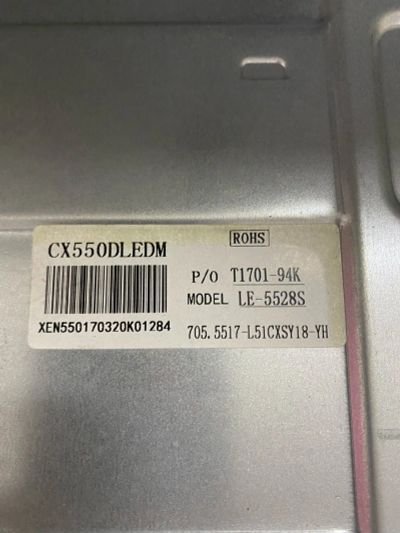 CX550DLEDM
ROHS
P/O T1701-94K
MODEL LE-5528S
XEN550170320K01284
705.5517-L51CXSY18-YH